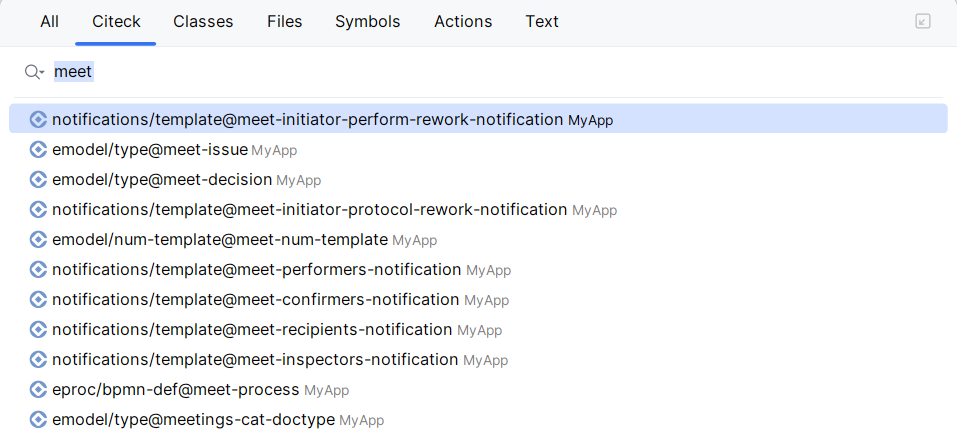 All Citeck Classes Files Symbols Actions Text
meet
notifications/template@meet-initiator-perform-rework-notification MyApp
emodel/type@meet-issue MyApp
emodel/type@meet-decision MyApp
notifications/template@meet-initiator-protocol-rework-notification MyApp
emodel/num-template@meet-num-template MyApp
notifications/template@meet-performers-notification MyApp
notifications/template@meet-confirmers-notification MyApp
notifications/template@meet-recipients-notification MyApp
notifications/template@meet-inspectors-notification MyApp
eproc/bpmn-def@meet-process MyApp
emodel/type@meetings-cat-doctype MyApp